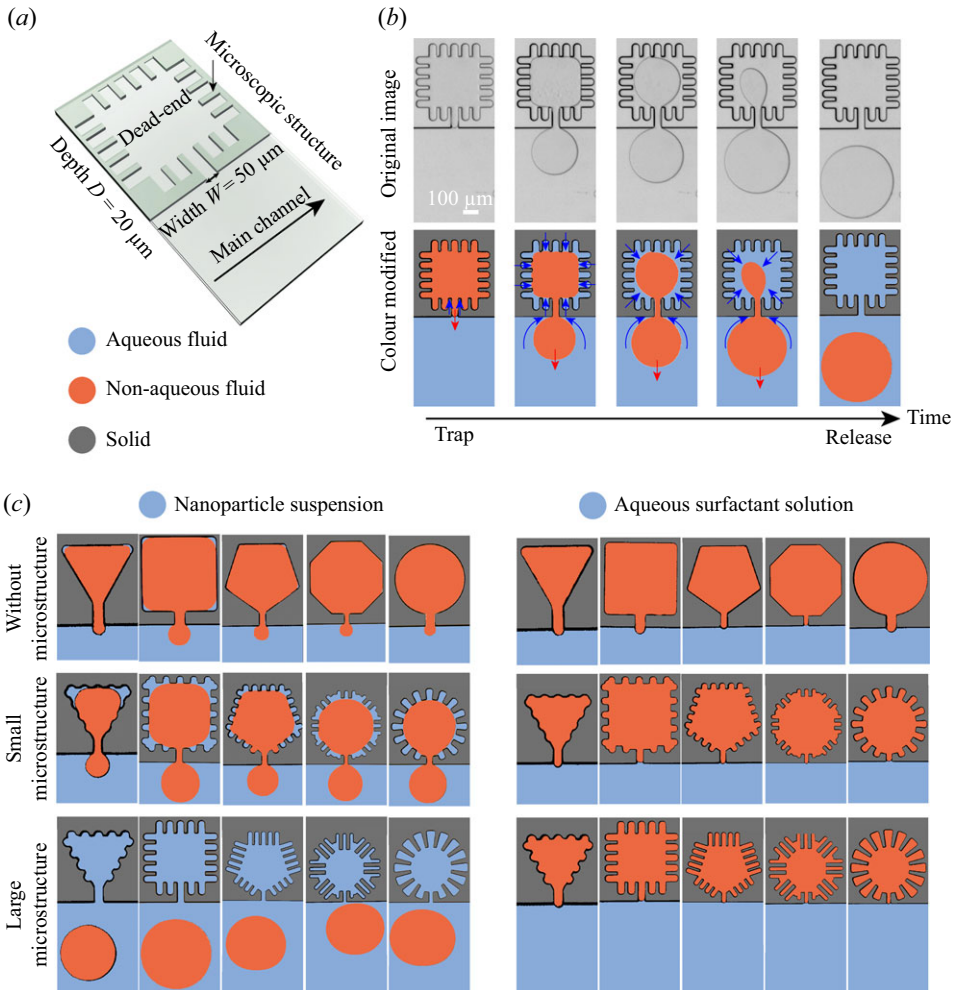 (a)
Microscopic structure
Dead-end
Depth D = 20 µm
Width W = 50 µm
Main channel
Aqueous fluid
Non-aqueous fluid
Solid
(b)
Original image
100 µm
Colour modified
Time
Trap
Release
(c)
Nanoparticle suspension
Aqueous surfactant solution
Without
microstructure
Small
microstructure
Large
microstructure